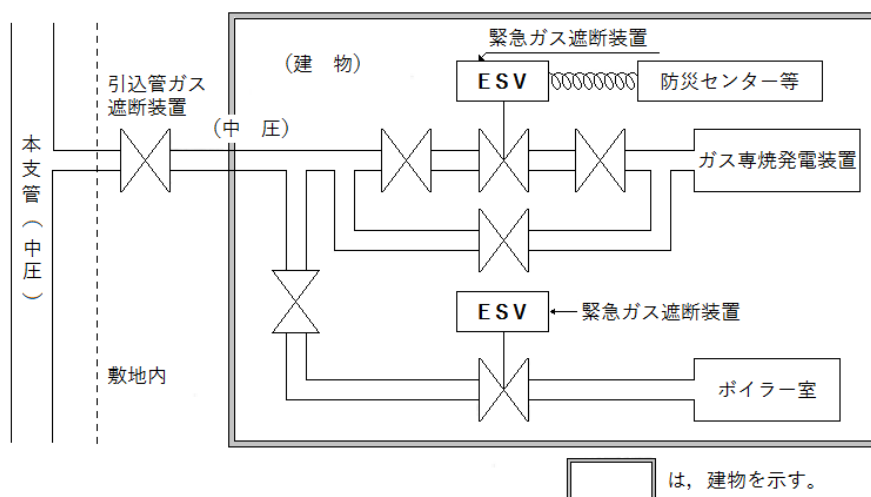 緊急ガス遮断装置
(建 物)
ESV
防災センター等
引込管ガス
遮断装置
(中 圧)
本支管(中圧)
ガス専焼発電装置
ESV
緊急ガス遮断装置
敷地内
ボイラー室
は,建物を示す。